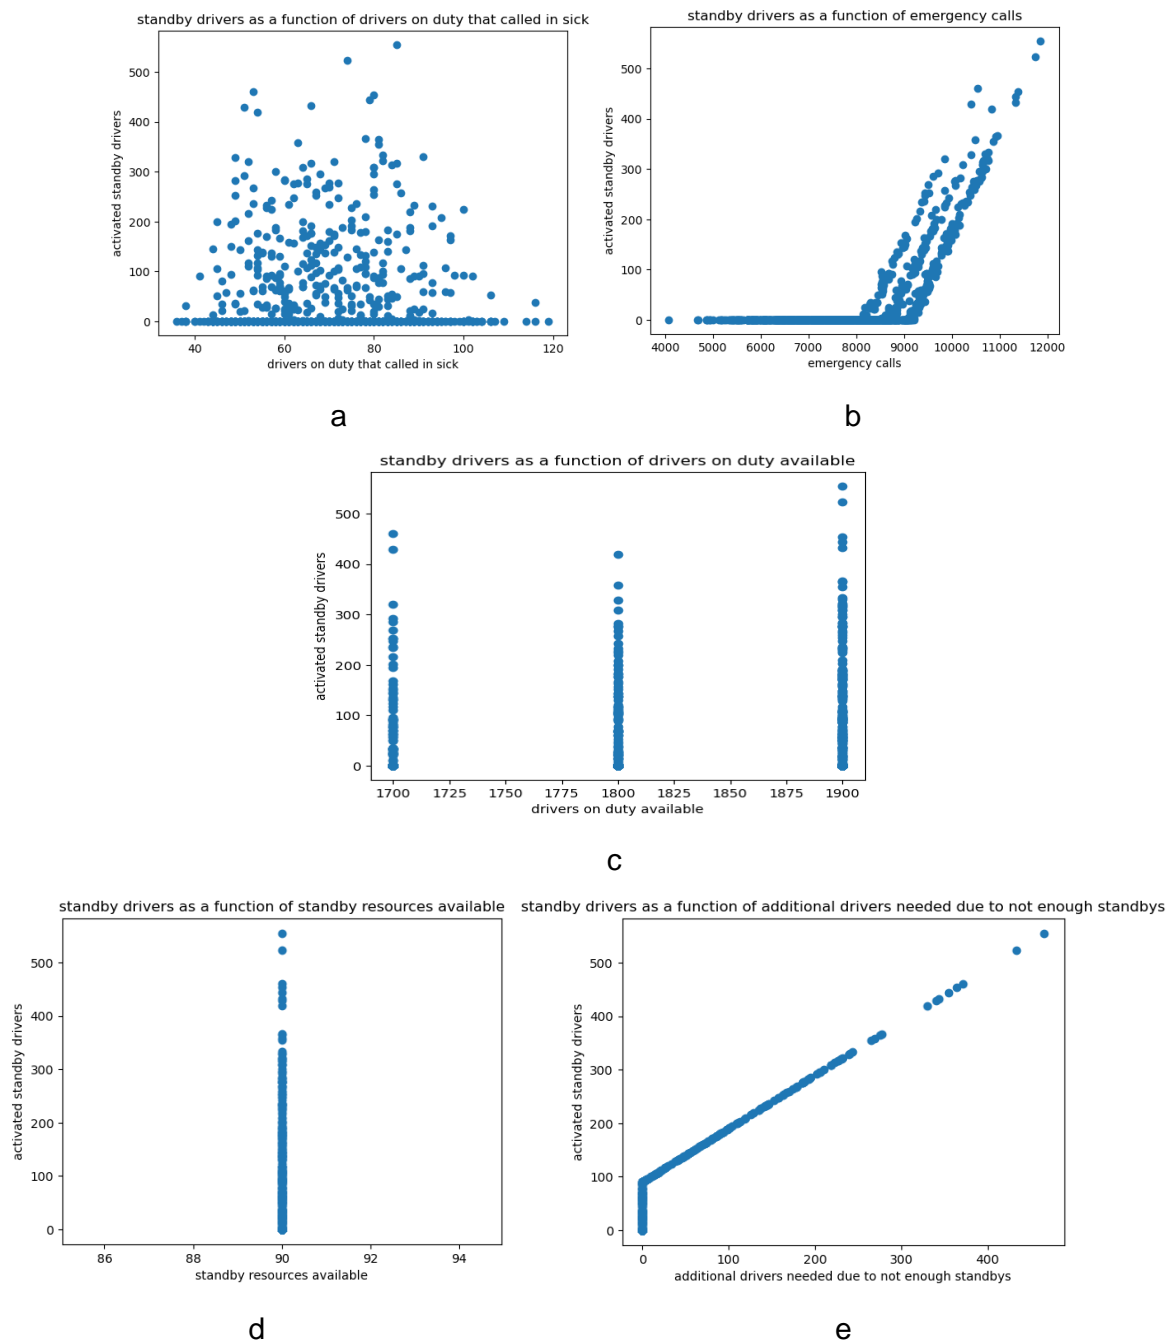 standby drivers as a function of drivers on duty that called in sick
activated standby drivers
500
400
300
200
100
0
40 60 80 100 120
drivers on duty that called in sick
a
standby drivers as a function of emergency calls
activated standby drivers
500
400
300
200
100
0
4000 5000 6000 7000 8000 9000 10000 11000 12000
emergency calls
b
standby drivers as a function of drivers on duty available
activated standby drivers
500
400
300
200
100
0
1700 1725 1750 1775 1800 1825 1850 1875 1900
drivers on duty available
c
standby drivers as a function of standby resources available
activated standby drivers
500
400
300
200
100
0
86 88 90 92 94
standby resources available
d
standby drivers as a function of additional drivers needed due to not enough standbys
activated standby drivers
500
400
300
200
100
0
0 100 200 300 400
additional drivers needed due to not enough standbys
e